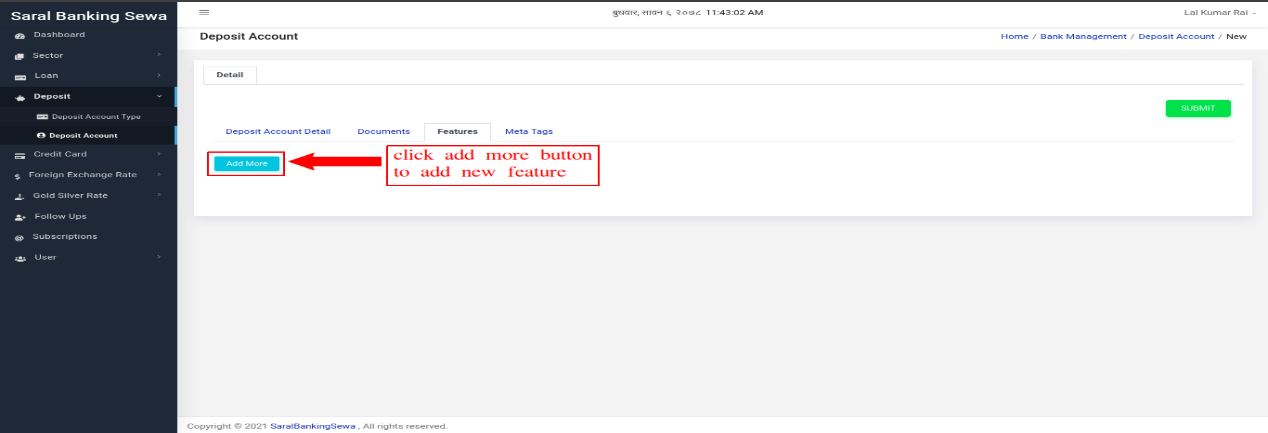 Saral Banking Sewa
बुधवार, सावन ६, २०७८ 11:43:02 AM
Lal Kumar Rai
Dashboard
Sector
Loan
Deposit
Deposit Account Type
Deposit Account
Credit Card
Foreign Exchange Rate
Gold Silver Rate
Follow Ups
Subscriptions
User
Deposit Account
Home / Bank Management / Deposit Account / New
Detail
SUBMIT
Deposit Account Detail Documents Features Meta Tags
Add More
click add more button
to add new feature
Copyright © 2021 SaralBankingSewa , All rights reserved.